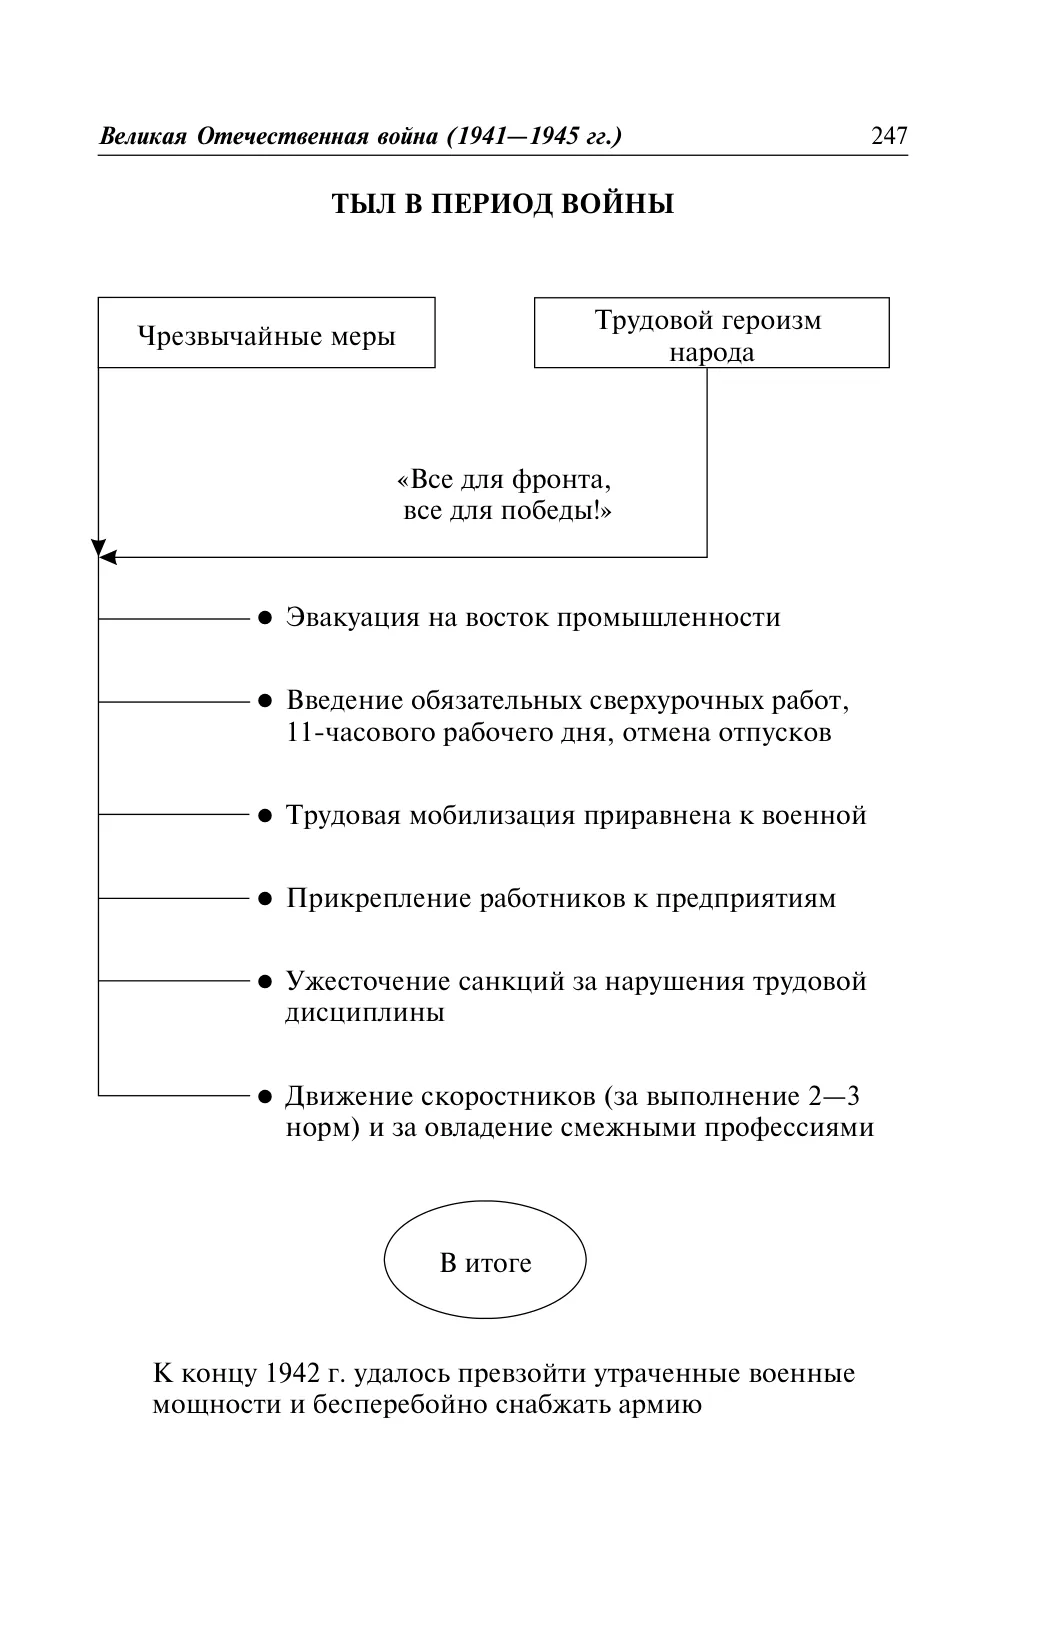 Великая Отечественная война (1941—1945 гг.) 247
ТЫЛ В ПЕРИОД ВОЙНЫ
Чрезвычайные меры
Трудовой героизм
народа
«Все для фронта,
все для победы!»
● Эвакуация на восток промышленности
● Введение обязательных сверхурочных работ,
11-часового рабочего дня, отмена отпусков
● Трудовая мобилизация приравнена к военной
● Прикрепление работников к предприятиям
● Ужесточение санкций за нарушения трудовой
дисциплины
● Движение скоростников (за выполнение 2—3
норм) и за овладение смежными профессиями
В итоге
К концу 1942 г. удалось превзойти утраченные военные
мощности и бесперебойно снабжать армию